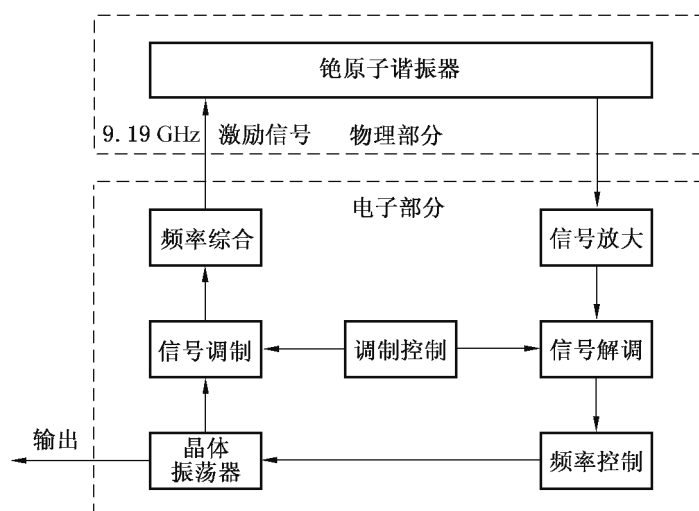 铯原子谐振器
9.19 GHz 激励信号 物理部分
电子部分
频率综合
信号放大
信号调制
调制控制
信号解调
输出
晶体
振荡器
频率控制